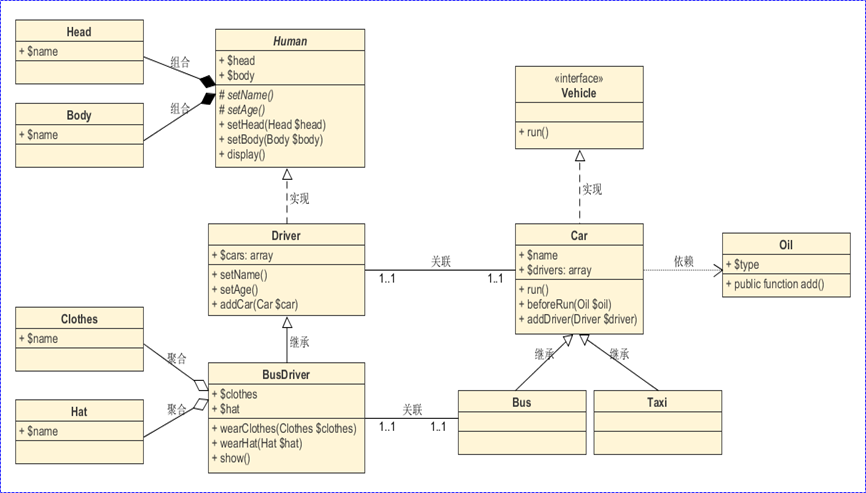 Head
+ $name
组合
Body
+ $name
组合
Human
+ $head
+ $body
# setName()
# setAge()
+ setHead(Head $head)
+ setBody(Body $body)
+ display()
«interface»
Vehicle
+ run()
实现
实现
Driver
+ $cars: array
+ setName()
+ setAge()
+ addCar(Car $car)
关联
1..1
1..1
Car
+ $name
+ $drivers: array
+ run()
+ beforeRun(Oil $oil)
+ addDriver(Driver $driver)
依赖
Oil
+ $type
+ public function add()
Clothes
+ $name
聚合
Hat
+ $name
聚合
继承
BusDriver
+ $clothes
+ $hat
+ wearClothes(Clothes $clothes)
+ wearHat(Hat $hat)
+ show()
关联
1..1
1..1
继承
继承
Bus
Taxi